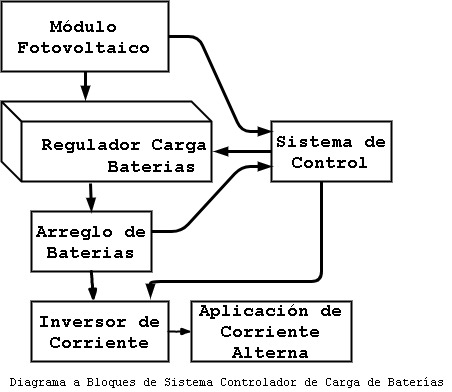 Módulo
Fotovoltaico
Regulador Carga
Baterias
Sistema de
Control
Arreglo de
Baterias
Inversor de
Corriente
Aplicación de
Corriente
Alterna
Diagrama a Bloques de Sistema Controlador de Carga de Baterías